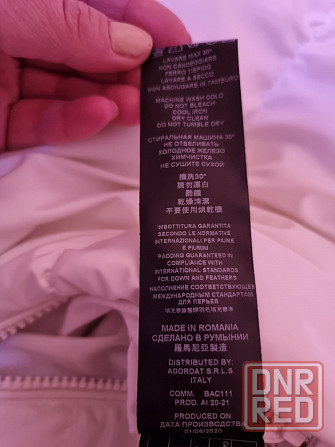 LAVARE MAX 30°
NON CANDEGGIARE
FERRO TIEPIDO
LAVARE A SECCO
NON ASCIUGARE IN TAMBURO
MACHINE WASH COLD
DO NOT BLEACH
COOL IRON
DRY CLEAN
DO NOT TUMBLE DRY
СТИРАЛЬНАЯ МАШИНА 30°
НЕ ОТБЕЛИВАТЬ
ХОЛОДНОЕ ЖЕЛЕЗО
ХИМЧИСТКА
НЕ СУШИТЕ СУХОЙ
機洗30°
請勿漂白
酷鐵
乾燥清潔
不要使用烘乾機
IMBOTTITURA GARANTITA
SECONDO LE NORMATIVE
INTERNAZIONALI PER PIUME
E PIUMINI
PADDING GUARANTEED IN
COMPLIANCE WITH
INTERNATIONAL STANDARDS
FOR DOWN AND FEATHERS
НАПОЛНЕНИЕ СООТВЕТСТВУЮЩЕЕ
МЕЖДУНАРОДНЫМ СТАНДАРТАМ
ДЛЯ ПЕРЬЕВ
MADE IN ROMANIA
СДЕЛАНО В РУМЫНИИ
羅馬尼亞製造
DISTRIBUTED BY:
AGORDAT S.R.L.S.
ITALY
COMM. BAC111
PROD. AI 20-21
PRODUCED ON
ДАТА ПРОИЗВОДСТВА
01/06/2020
DNR
RED